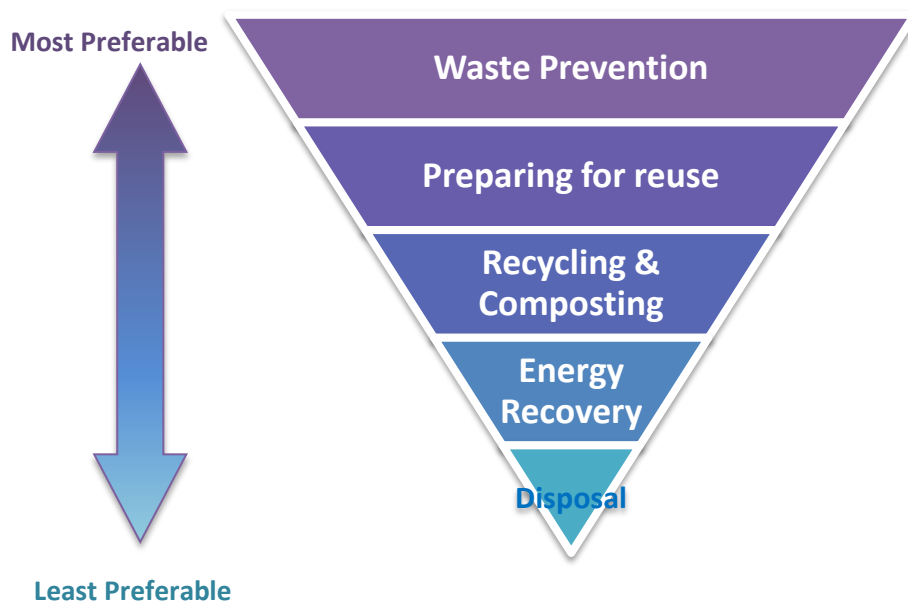 Most Preferable
Waste Prevention
Preparing for reuse
Recycling &
Composting
Energy
Recovery
Disposal
Least Preferable